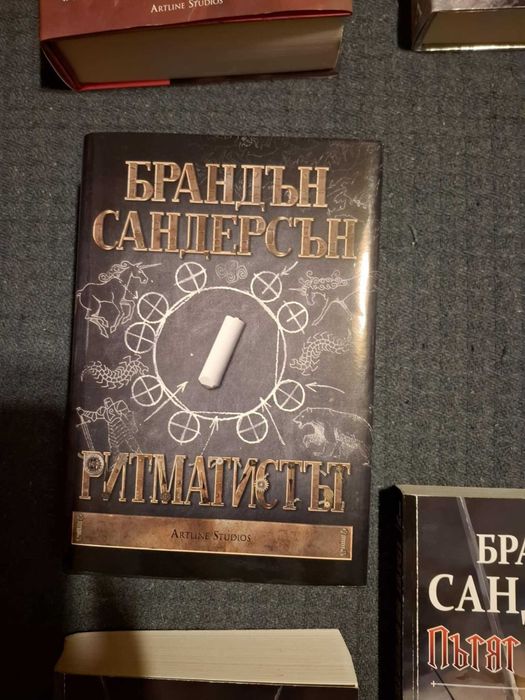 ARTLINE STUDIOS
БРАНДЪН
САНДЕРСЪН
РИТМАТИСТЪТ
ARTLINE STUDIOS
БРА
САНД
Пътят